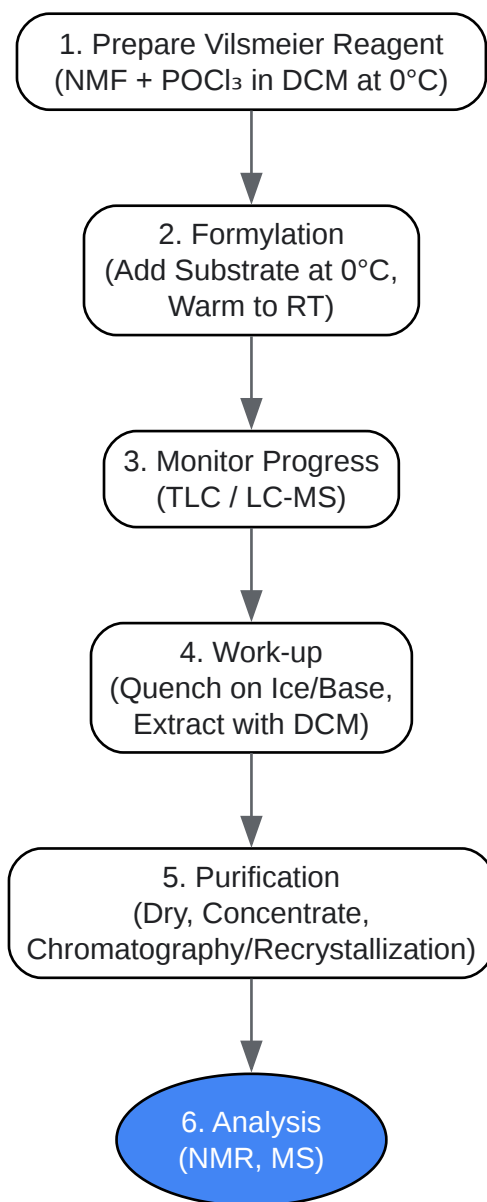 1. Prepare Vilsmeier Reagent
(NMF + POCl₃ in DCM at 0°C)
2. Formylation
(Add Substrate at 0°C,
Warm to RT)
3. Monitor Progress
(TLC / LC-MS)
4. Work-up
(Quench on Ice/Base,
Extract with DCM)
5. Purification
(Dry, Concentrate,
Chromatography/Recrystallization)
6. Analysis
(NMR, MS)